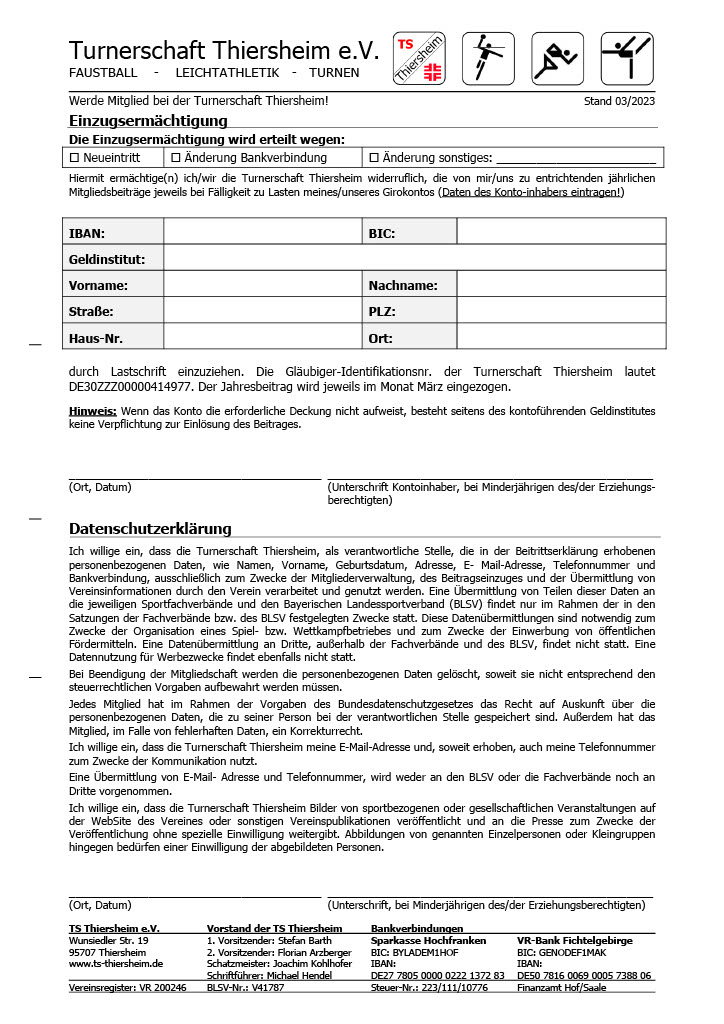 Turnerschaft Thiersheim e.V.
FAUSTBALL - LEICHTATHLETIK - TURNEN
TS
Thiersheim
Werde Mitglied bei der Turnerschaft Thiersheim! Stand 03/2023
Einzugsermächtigung
Die Einzugsermächtigung wird erteilt wegen:
☐ Neueintritt ☐ Änderung Bankverbindung ☐ Änderung sonstiges: ________________________
Hiermit ermächtige(n) ich/wir die Turnerschaft Thiersheim widerruflich, die von mir/uns zu entrichtenden jährlichen
Mitgliedsbeiträge jeweils bei Fälligkeit zu Lasten meines/unseres Girokontos (Daten des Konto-inhabers eintragen!)
IBAN: BIC:
Geldinstitut:
Vorname: Nachname:
Straße: PLZ:
Haus-Nr. Ort:
durch Lastschrift einzuziehen. Die Gläubiger-Identifikationsnr. der Turnerschaft Thiersheim lautet
DE30ZZZ00000414977. Der Jahresbeitrag wird jeweils im Monat März eingezogen.
Hinweis: Wenn das Konto die erforderliche Deckung nicht aufweist, besteht seitens des kontoführenden Geldinstitutes
keine Verpflichtung zur Einlösung des Beitrages.
(Ort, Datum) (Unterschrift Kontoinhaber, bei Minderjährigen des/der Erziehungs-
berechtigten)
Datenschutzerklärung
Ich willige ein, dass die Turnerschaft Thiersheim, als verantwortliche Stelle, die in der Beitrittserklärung erhobenen
personenbezogenen Daten, wie Namen, Vorname, Geburtsdatum, Adresse, E- Mail-Adresse, Telefonnummer und
Bankverbindung, ausschließlich zum Zwecke der Mitgliederverwaltung, des Beitragseinzuges und der Übermittlung von
Vereinsinformationen durch den Verein verarbeitet und genutzt werden. Eine Übermittlung von Teilen dieser Daten an
die jeweiligen Sportfachverbände und den Bayerischen Landessportverband (BLSV) findet nur im Rahmen der in den
Satzungen der Fachverbände bzw. des BLSV festgelegten Zwecke statt. Diese Datenübermittlungen sind notwendig zum
Zwecke der Organisation eines Spiel- bzw. Wettkampfbetriebes und zum Zwecke der Einwerbung von öffentlichen
Fördermitteln. Eine Datenübermittlung an Dritte, außerhalb der Fachverbände und des BLSV, findet nicht statt. Eine
Datennutzung für Werbezwecke findet ebenfalls nicht statt.
Bei Beendigung der Mitgliedschaft werden die personenbezogenen Daten gelöscht, soweit sie nicht entsprechend den
steuerrechtlichen Vorgaben aufbewahrt werden müssen.
Jedes Mitglied hat im Rahmen der Vorgaben des Bundesdatenschutzgesetzes das Recht auf Auskunft über die
personenbezogenen Daten, die zu seiner Person bei der verantwortlichen Stelle gespeichert sind. Außerdem hat das
Mitglied, im Falle von fehlerhaften Daten, ein Korrekturrecht.
Ich willige ein, dass die Turnerschaft Thiersheim meine E-Mail-Adresse und, soweit erhoben, auch meine Telefonnummer
zum Zwecke der Kommunikation nutzt.
Eine Übermittlung von E-Mail- Adresse und Telefonnummer, wird weder an den BLSV oder die Fachverbände noch an
Dritte vorgenommen.
Ich willige ein, dass die Turnerschaft Thiersheim Bilder von sportbezogenen oder gesellschaftlichen Veranstaltungen auf
der WebSite des Vereines oder sonstigen Vereinspublikationen veröffentlicht und an die Presse zum Zwecke der
Veröffentlichung ohne spezielle Einwilligung weitergibt. Abbildungen von genannten Einzelpersonen oder Kleingruppen
hingegen bedürfen einer Einwilligung der abgebildeten Personen.
(Ort, Datum) (Unterschrift, bei Minderjährigen des/der Erziehungsberechtigten)
TS Thiersheim e.V. Vorstand der TS Thiersheim Bankverbindungen
Wunsiedler Str. 19 1. Vorsitzender: Stefan Barth Sparkasse Hochfranken VR-Bank Fichtelgebirge
95707 Thiersheim 2. Vorsitzender: Florian Arzberger BIC: BYLADEM1HOF BIC: GENODEF1MAK
www.ts-thiersheim.de Schatzmeister: Joachim Kohlhofer IBAN: IBAN:
Schriftführer: Michael Hendel DE27 7805 0000 0222 1372 83 DE50 7816 0069 0005 7388 06
Vereinsregister: VR 200246 BLSV-Nr.: V41787 Steuer-Nr.: 223/111/10776 Finanzamt Hof/Saale